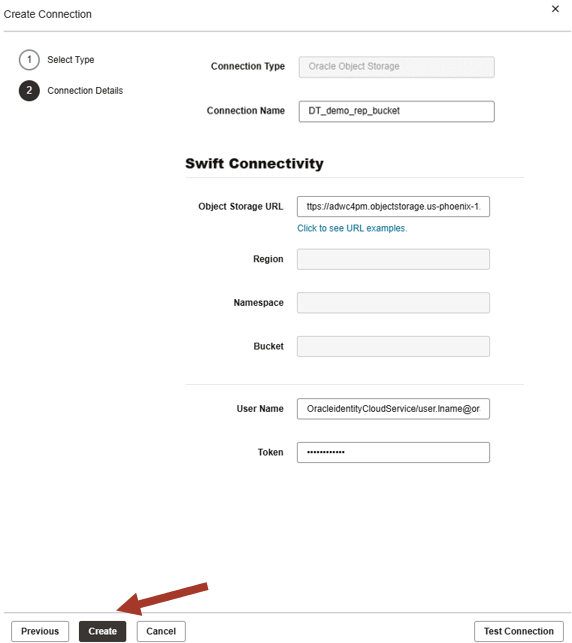 Create Connection
×
1 Select Type
2 Connection Details
Connection Type Oracle Object Storage
Connection Name DT_demo_rep_bucket
Swift Connectivity
Object Storage URL ttps://adwc4pm.objectstorage.us-phoenix-1.
Click to see URL examples.
Region
Namespace
Bucket
User Name OracleidentityCloudService/user.lname@or
Token ••••••••••••
Previous Create Cancel Test Connection